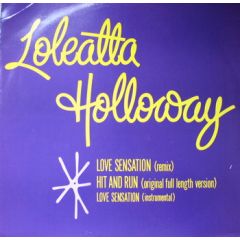 Loleatta
Holloway
LOVE SENSATION (remix)
HIT AND RUN (original full length version)
LOVE SENSATION (instrumental)